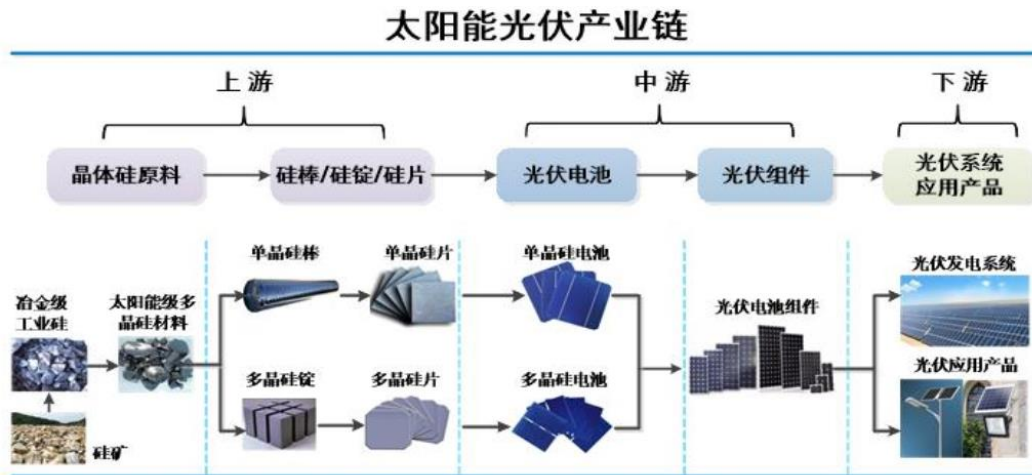 太阳能光伏产业链
上游
中游
下游
晶体硅原料
硅棒/硅锭/硅片
光伏电池
光伏组件
光伏系统
应用产品
单晶硅棒
单晶硅片
单晶硅电池
光伏发电系统
冶金级
工业硅
太阳能级多
晶硅材料
光伏电池组件
多晶硅锭
多晶硅片
多晶硅电池
光伏应用产品
硅矿